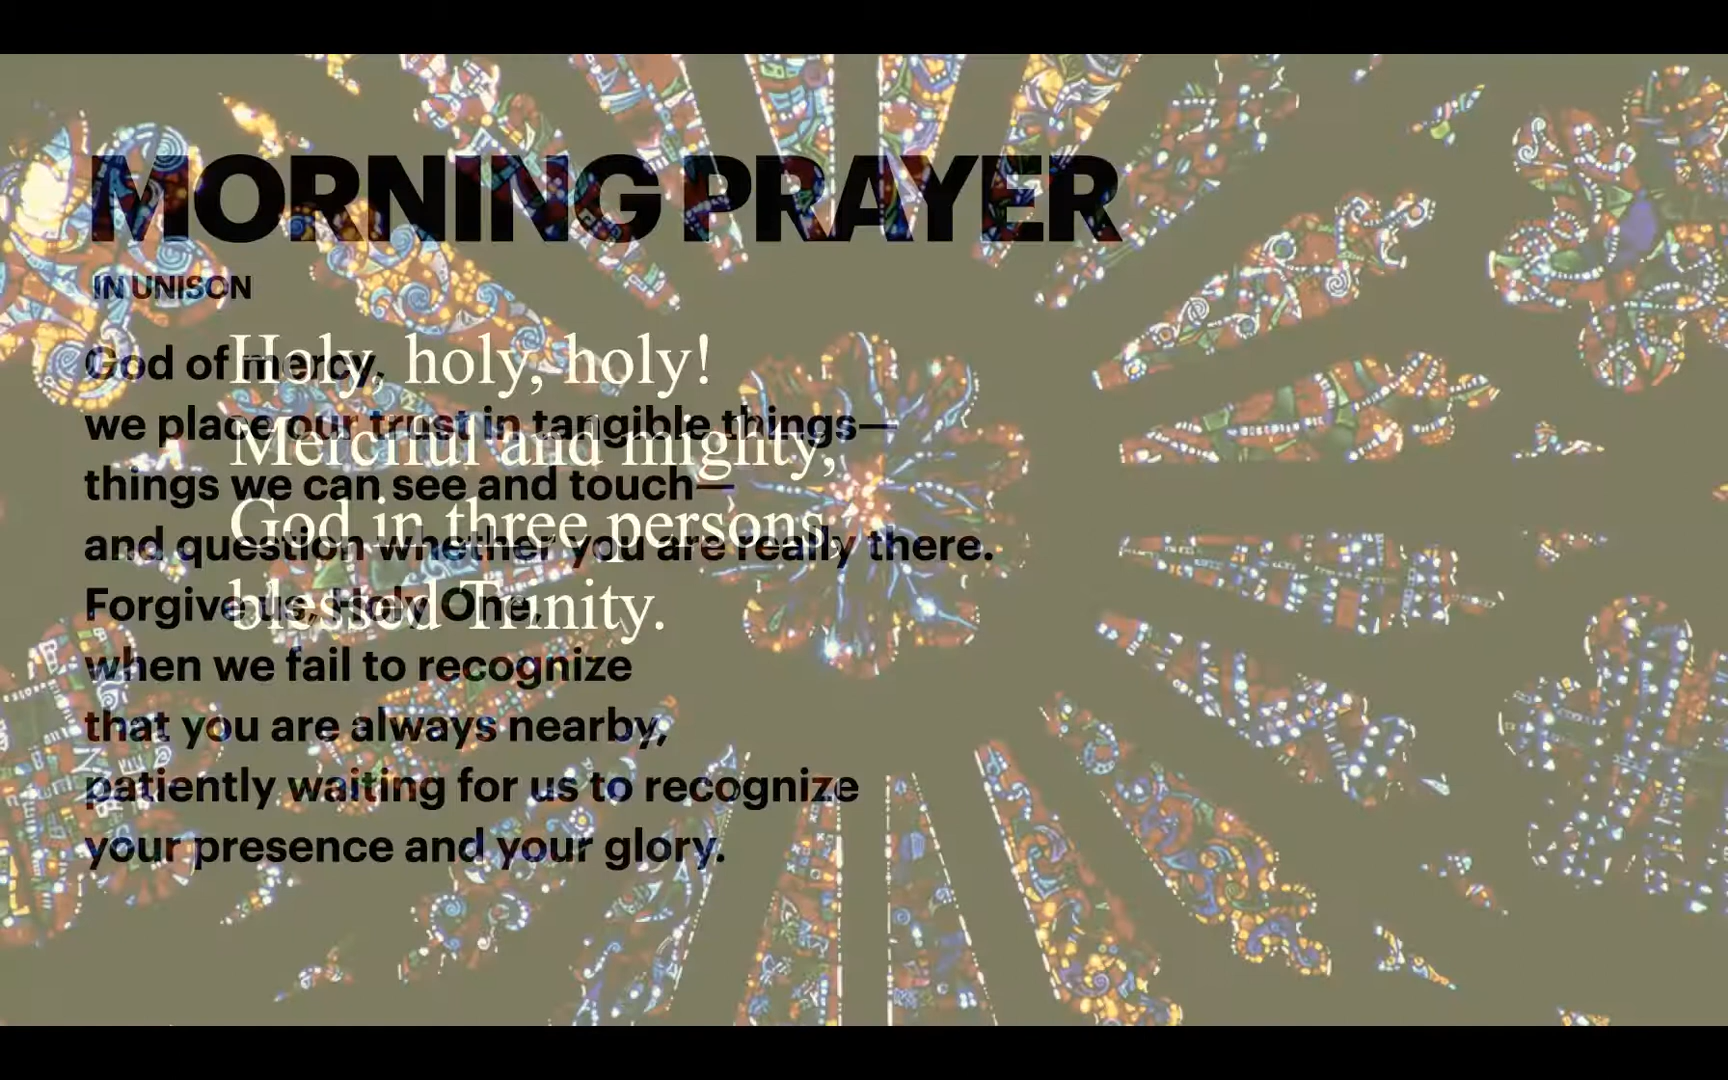 MORNING PRAYER
IN UNISON
God of mercy,
we place our trust in tangible things—
things we can see and touch—
and question whether you are really there.
Forgive us, Holy One,
when we fail to recognize
that you are always nearby,
patiently waiting for us to recognize
your presence and your glory.
Holy, holy, holy!
Merciful and mighty,
God in three persons,
blessed Trinity.